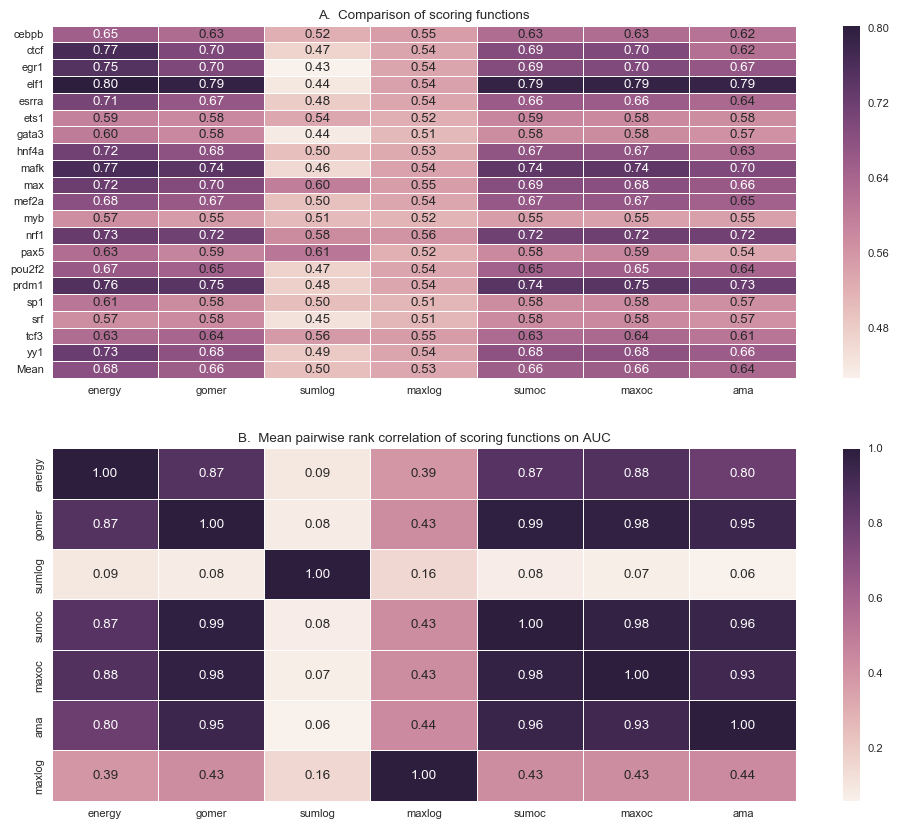 A. Comparison of scoring functions
cebpb 0.65 0.63 0.52 0.55 0.63 0.63 0.62
ctcf 0.77 0.70 0.47 0.54 0.69 0.70 0.62
egr1 0.75 0.70 0.43 0.54 0.69 0.70 0.67
elf1 0.80 0.79 0.44 0.54 0.79 0.79 0.79
esrra 0.71 0.67 0.48 0.54 0.66 0.66 0.64
ets1 0.59 0.58 0.54 0.52 0.59 0.58 0.58
gata3 0.60 0.58 0.44 0.51 0.58 0.58 0.57
hnf4a 0.72 0.68 0.50 0.53 0.67 0.67 0.63
mafk 0.77 0.74 0.46 0.54 0.74 0.74 0.70
max 0.72 0.70 0.60 0.55 0.69 0.68 0.66
mef2a 0.68 0.67 0.50 0.54 0.67 0.67 0.65
myb 0.57 0.55 0.51 0.52 0.55 0.55 0.55
nrf1 0.73 0.72 0.58 0.56 0.72 0.72 0.72
pax5 0.63 0.59 0.61 0.52 0.58 0.59 0.54
pou2f2 0.67 0.65 0.47 0.54 0.65 0.65 0.64
prdm1 0.76 0.75 0.48 0.54 0.74 0.75 0.73
sp1 0.61 0.58 0.50 0.51 0.58 0.58 0.57
srf 0.57 0.58 0.45 0.51 0.58 0.58 0.57
tcf3 0.63 0.64 0.56 0.55 0.63 0.64 0.61
yy1 0.73 0.68 0.49 0.54 0.68 0.68 0.66
Mean 0.68 0.66 0.50 0.53 0.66 0.66 0.64
energy gomer sumlog maxlog sumoc maxoc ama
0.80
0.72
0.64
0.56
0.48
B. Mean pairwise rank correlation of scoring functions on AUC
energy 1.00 0.87 0.09 0.39 0.87 0.88 0.80
gomer 0.87 1.00 0.08 0.43 0.99 0.98 0.95
sumlog 0.09 0.08 1.00 0.16 0.08 0.07 0.06
sumoc 0.87 0.99 0.08 0.43 1.00 0.98 0.96
maxoc 0.88 0.98 0.07 0.43 0.98 1.00 0.93
ama 0.80 0.95 0.06 0.44 0.96 0.93 1.00
maxlog 0.39 0.43 0.16 1.00 0.43 0.43 0.44
energy gomer sumlog maxlog sumoc maxoc ama
1.0
0.8
0.6
0.4
0.2